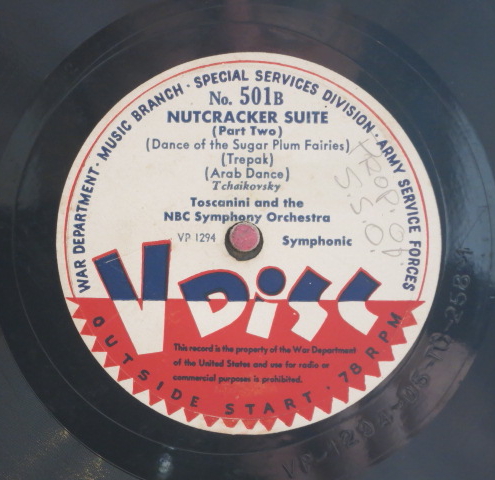 WAR DEPARTMENT · MUSIC BRANCH · SPECIAL SERVICES DIVISION · ARMY SERVICE FORCES
No. 501B
NUTCRACKER SUITE
(Part Two)
(Dance of the Sugar Plum Fairies)
(Trepak)
(Arab Dance)
Tchaikovsky
Toscanini and the
NBC Symphony Orchestra
VP 1294
Symphonic
PROP. OF
S.S.O.
V DISC
This record is the property of the War Department
of the United States and use for radio or
commercial purposes is prohibited.
OUTSIDE START · 78 RPM